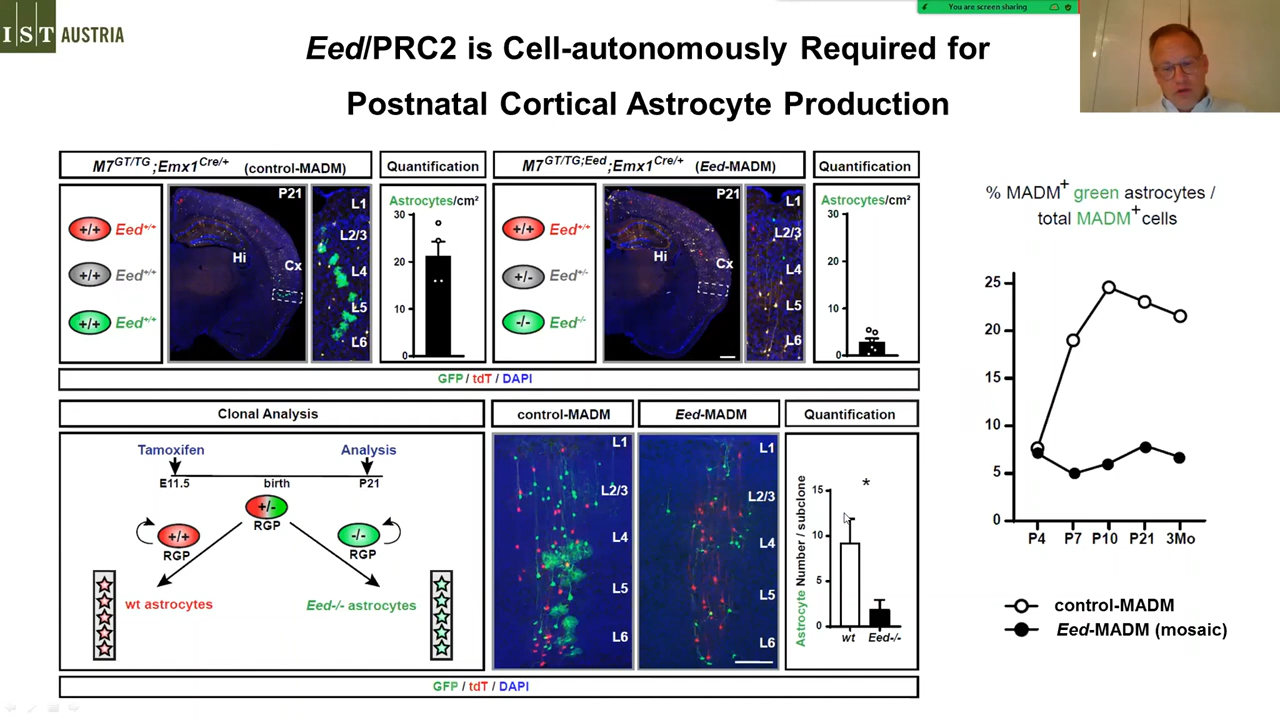 IST AUSTRIA
You are screen sharing
Eed/PRC2 is Cell-autonomously Required for
Postnatal Cortical Astrocyte Production
M7GT/TG;Emx1Cre/+ (control-MADM)
Quantification
M7GT/TG;Eed;Emx1Cre/+ (Eed-MADM)
Quantification
+/+ Eed+/+
+/+ Eed+/+
+/+ Eed+/+
P21
Hi
Cx
L1
L2/3
L4
L5
L6
Astrocytes/cm²
30
20
10
0
+/+ Eed+/+
+/- Eed+/-
-/- Eed-/-
P21
Hi
Cx
L1
L2/3
L4
L5
L6
Astrocytes/cm²
30
20
10
0
GFP / tdT / DAPI
Clonal Analysis
control-MADM
Eed-MADM
Quantification
Tamoxifen
Analysis
E11.5
birth
P21
+/-
RGP
+/+
RGP
-/-
RGP
wt astrocytes
Eed-/- astrocytes
L1
L2/3
L4
L5
L6
L1
L2/3
L4
L5
L6
Astrocyte Number / subclone
15
10
5
0
*
wt
Eed-/-
GFP / tdT / DAPI
% MADM+ green astrocytes /
total MADM+cells
25
20
15
10
5
0
P4
P7
P10
P21
3Mo
control-MADM
Eed-MADM (mosaic)